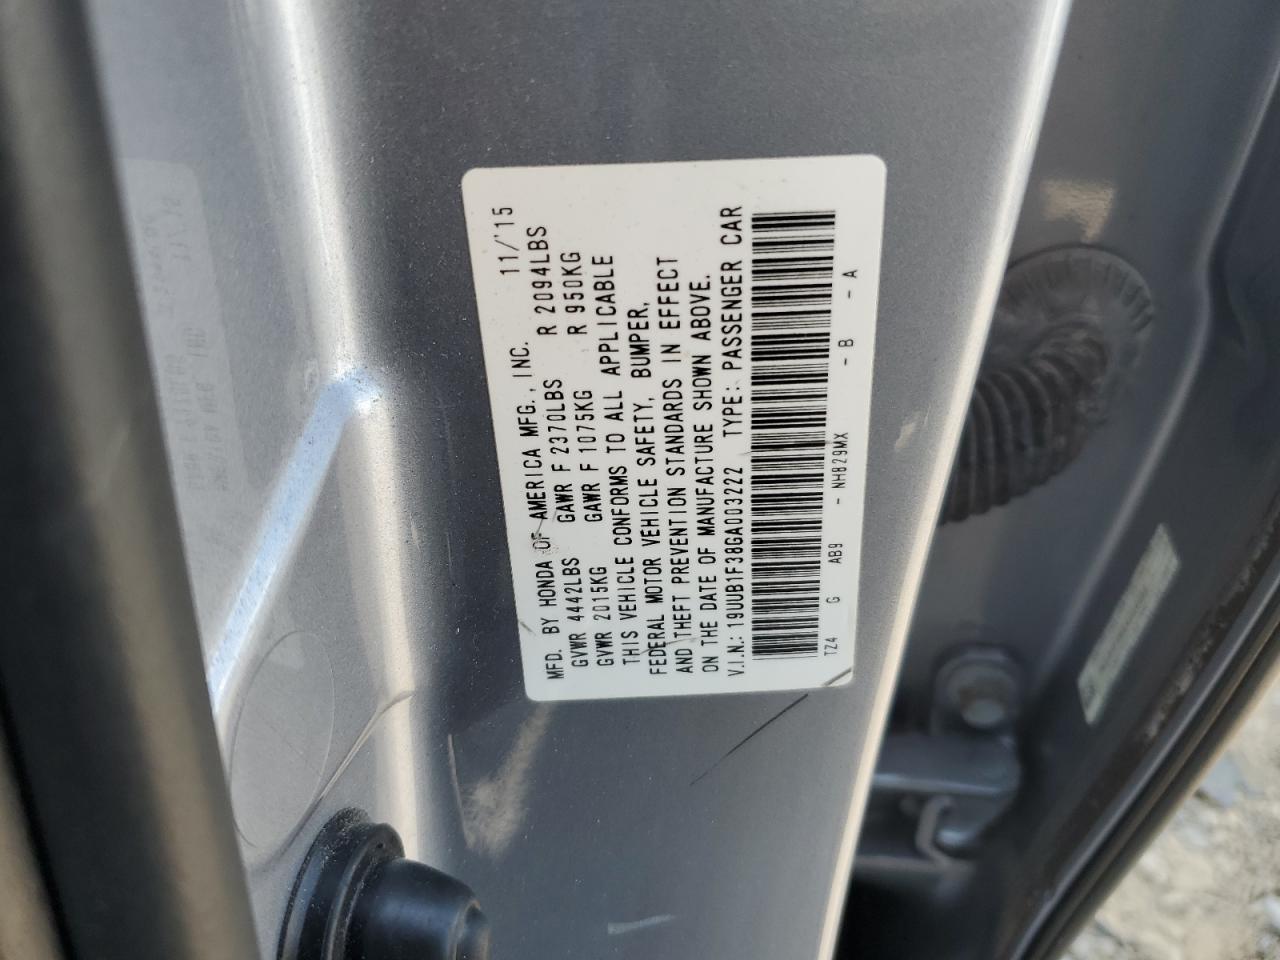 MFD. BY HONDA OF AMERICA MFG., INC. 11/'15
GVWR 4442LBS GAWR F 2370LBS R 2094LBS
GVWR 2015KG GAWR F 1075KG R 950KG
THIS VEHICLE CONFORMS TO ALL APPLICABLE
FEDERAL MOTOR VEHICLE SAFETY, BUMPER,
AND THEFT PREVENTION STANDARDS IN EFFECT
ON THE DATE OF MANUFACTURE SHOWN ABOVE.
V.I.N.: 19UUB1F38GA003222 TYPE: PASSENGER CAR
TZ4 G AB9 - NH829MX - B - A